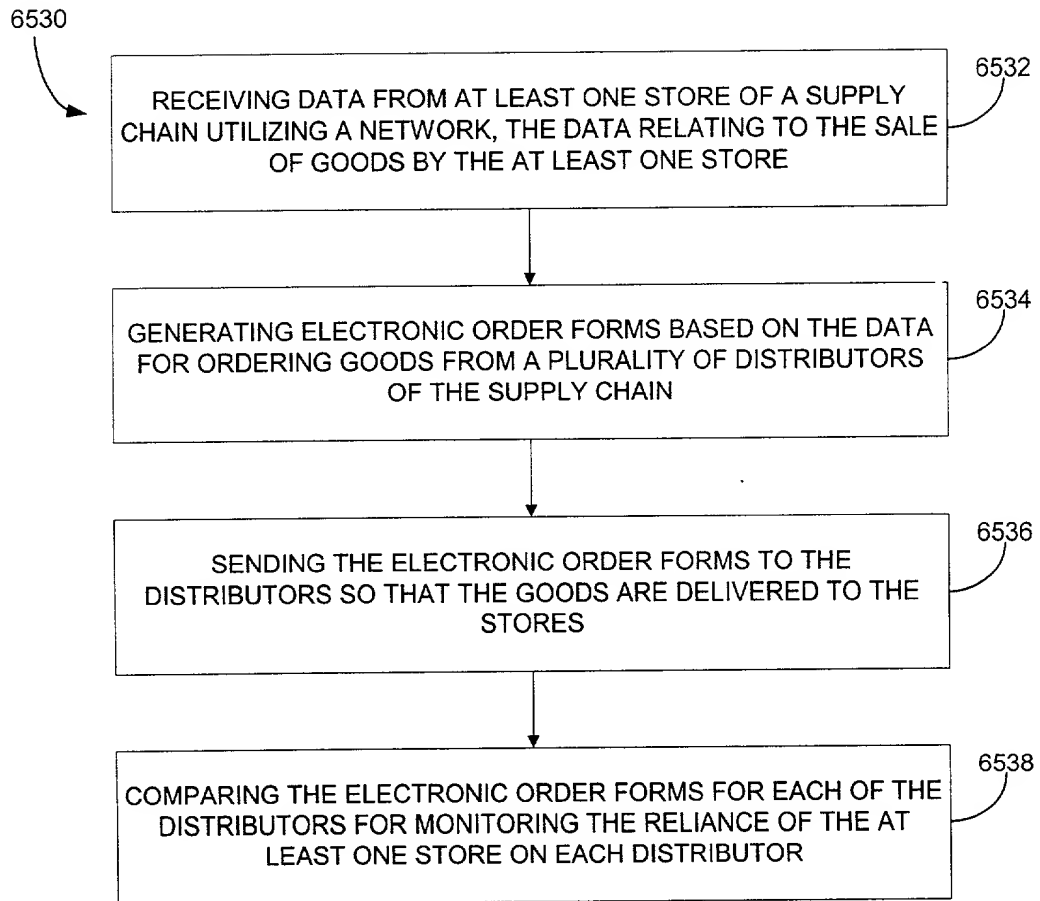 6530
6532
RECEIVING DATA FROM AT LEAST ONE STORE OF A SUPPLY
CHAIN UTILIZING A NETWORK, THE DATA RELATING TO THE SALE
OF GOODS BY THE AT LEAST ONE STORE
6534
GENERATING ELECTRONIC ORDER FORMS BASED ON THE DATA
FOR ORDERING GOODS FROM A PLURALITY OF DISTRIBUTORS
OF THE SUPPLY CHAIN
6536
SENDING THE ELECTRONIC ORDER FORMS TO THE
DISTRIBUTORS SO THAT THE GOODS ARE DELIVERED TO THE
STORES
6538
COMPARING THE ELECTRONIC ORDER FORMS FOR EACH OF THE
DISTRIBUTORS FOR MONITORING THE RELIANCE OF THE AT
LEAST ONE STORE ON EACH DISTRIBUTOR